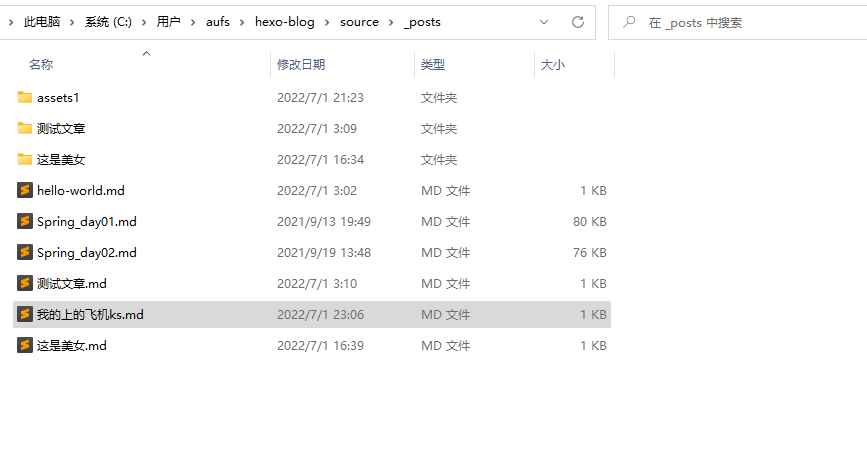 此电脑 > 系统 (C:) > 用户 > aufs > hexo-blog > source > _posts 在 _posts 中搜索
名称 修改日期 类型 大小
assets1 2022/7/1 21:23 文件夹
测试文章 2022/7/1 3:09 文件夹
这是美女 2022/7/1 16:34 文件夹
hello-world.md 2022/7/1 3:02 MD 文件 1 KB
Spring_day01.md 2021/9/13 19:49 MD 文件 80 KB
Spring_day02.md 2021/9/19 13:48 MD 文件 76 KB
测试文章.md 2022/7/1 3:10 MD 文件 1 KB
我的上的飞机ks.md 2022/7/1 23:06 MD 文件 1 KB
这是美女.md 2022/7/1 16:39 MD 文件 1 KB